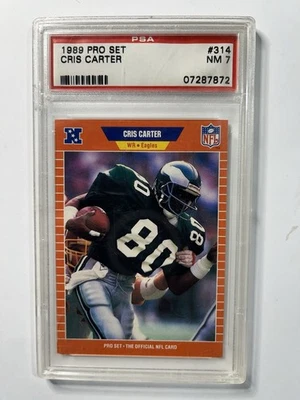 PSA
1989 PRO SET #314
CRIS CARTER NM 7
07287872
NFC
CRIS CARTER
WR • Eagles
NFL
80
80
PRO SET • THE OFFICIAL NFL CARD